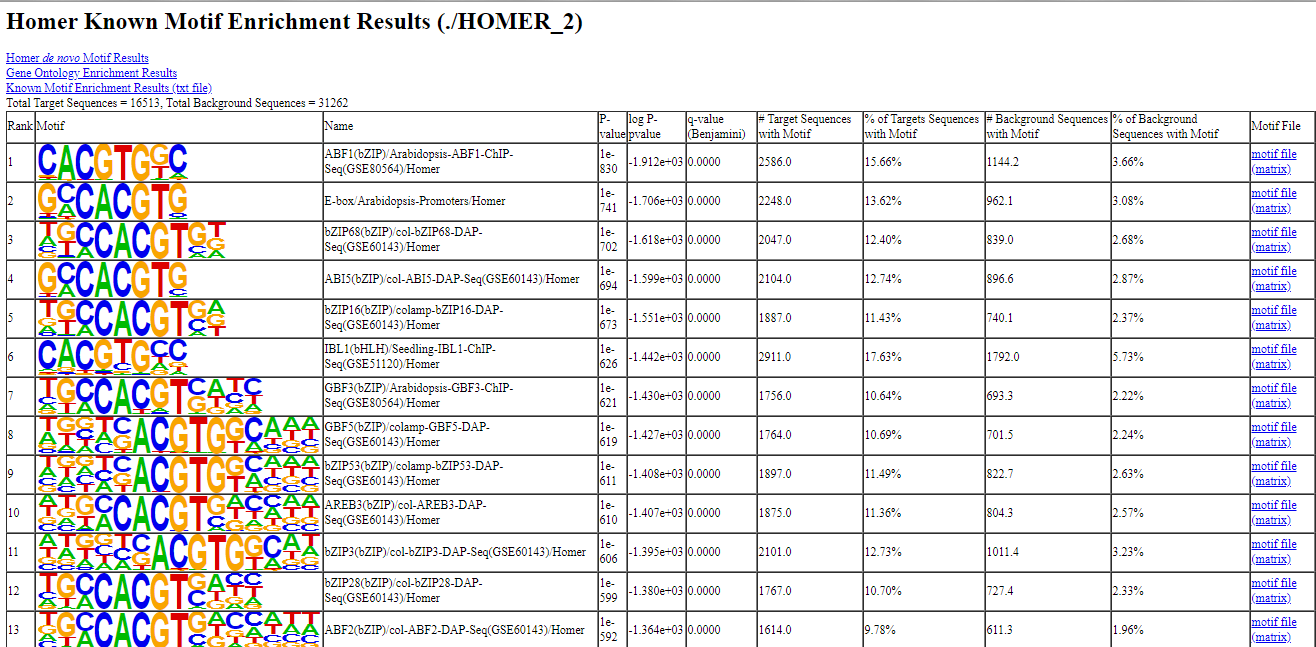 Homer Known Motif Enrichment Results (./HOMER_2)
Homer de novo Motif Results
Gene Ontology Enrichment Results
Known Motif Enrichment Results (txt file)
Total Target Sequences = 16513, Total Background Sequences = 31262
Rank Motif Name P-value log P-pvalue q-value (Benjamini) # Target Sequences with Motif % of Targets Sequences with Motif # Background Sequences with Motif % of Background Sequences with Motif Motif File
1 CACGTGGC ABF1(bZIP)/Arabidopsis-ABF1-ChIP-Seq(GSE80564)/Homer 1e-830 -1.912e+03 0.0000 2586.0 15.66% 1144.2 3.66% motif file (matrix)
2 GCCACGTG E-box/Arabidopsis-Promoters/Homer 1e-741 -1.706e+03 0.0000 2248.0 13.62% 962.1 3.08% motif file (matrix)
3 TGCCACGTGT bZIP68(bZIP)/col-bZIP68-DAP-Seq(GSE60143)/Homer 1e-702 -1.618e+03 0.0000 2047.0 12.40% 839.0 2.68% motif file (matrix)
4 GCCACGTG ABI5(bZIP)/col-ABI5-DAP-Seq(GSE60143)/Homer 1e-694 -1.599e+03 0.0000 2104.0 12.74% 896.6 2.87% motif file (matrix)
5 TGCCACGTGA bZIP16(bZIP)/colamp-bZIP16-DAP-Seq(GSE60143)/Homer 1e-673 -1.551e+03 0.0000 1887.0 11.43% 740.1 2.37% motif file (matrix)
6 CACGTGCC IBL1(bHLH)/Seedling-IBL1-ChIP-Seq(GSE51120)/Homer 1e-626 -1.442e+03 0.0000 2911.0 17.63% 1792.0 5.73% motif file (matrix)
7 TGCCACGTCATC GBF3(bZIP)/Arabidopsis-GBF3-ChIP-Seq(GSE80564)/Homer 1e-621 -1.430e+03 0.0000 1756.0 10.64% 693.3 2.22% motif file (matrix)
8 TGGTCACGTGGCAAA GBF5(bZIP)/colamp-GBF5-DAP-Seq(GSE60143)/Homer 1e-619 -1.427e+03 0.0000 1764.0 10.69% 701.5 2.24% motif file (matrix)
9 bZIP53(bZIP)/colamp-bZIP53-DAP-Seq(GSE60143)/Homer 1e-611 -1.408e+03 0.0000 1897.0 11.49% 822.7 2.63% motif file (matrix)
10 ATGCCACGTGACCAA AREB3(bZIP)/col-AREB3-DAP-Seq(GSE60143)/Homer 1e-610 -1.407e+03 0.0000 1875.0 11.36% 804.3 2.57% motif file (matrix)
11 bZIP3(bZIP)/col-bZIP3-DAP-Seq(GSE60143)/Homer 1e-606 -1.395e+03 0.0000 2101.0 12.73% 1011.4 3.23% motif file (matrix)
12 TGCCACGTGACC bZIP28(bZIP)/col-bZIP28-DAP-Seq(GSE60143)/Homer 1e-599 -1.380e+03 0.0000 1767.0 10.70% 727.4 2.33% motif file (matrix)
13 TGCCACGTGACCATT ABF2(bZIP)/col-ABF2-DAP-Seq(GSE60143)/Homer 1e-592 -1.364e+03 0.0000 1614.0 9.78% 611.3 1.96% motif file (matrix)